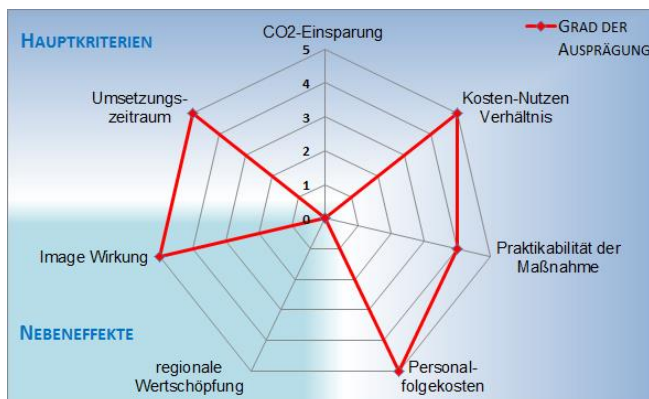 HAUPTKRITERIEN
CO2-Einsparung
GRAD DER
AUSPRÄGUNG
5
4
3
2
1
0
Umsetzungs-
zeitraum
Kosten-Nutzen
Verhältnis
Image Wirkung
Praktikabilität der
Maßnahme
NEBENEFFEKTE
regionale
Wertschöpfung
Personal-
folgekosten